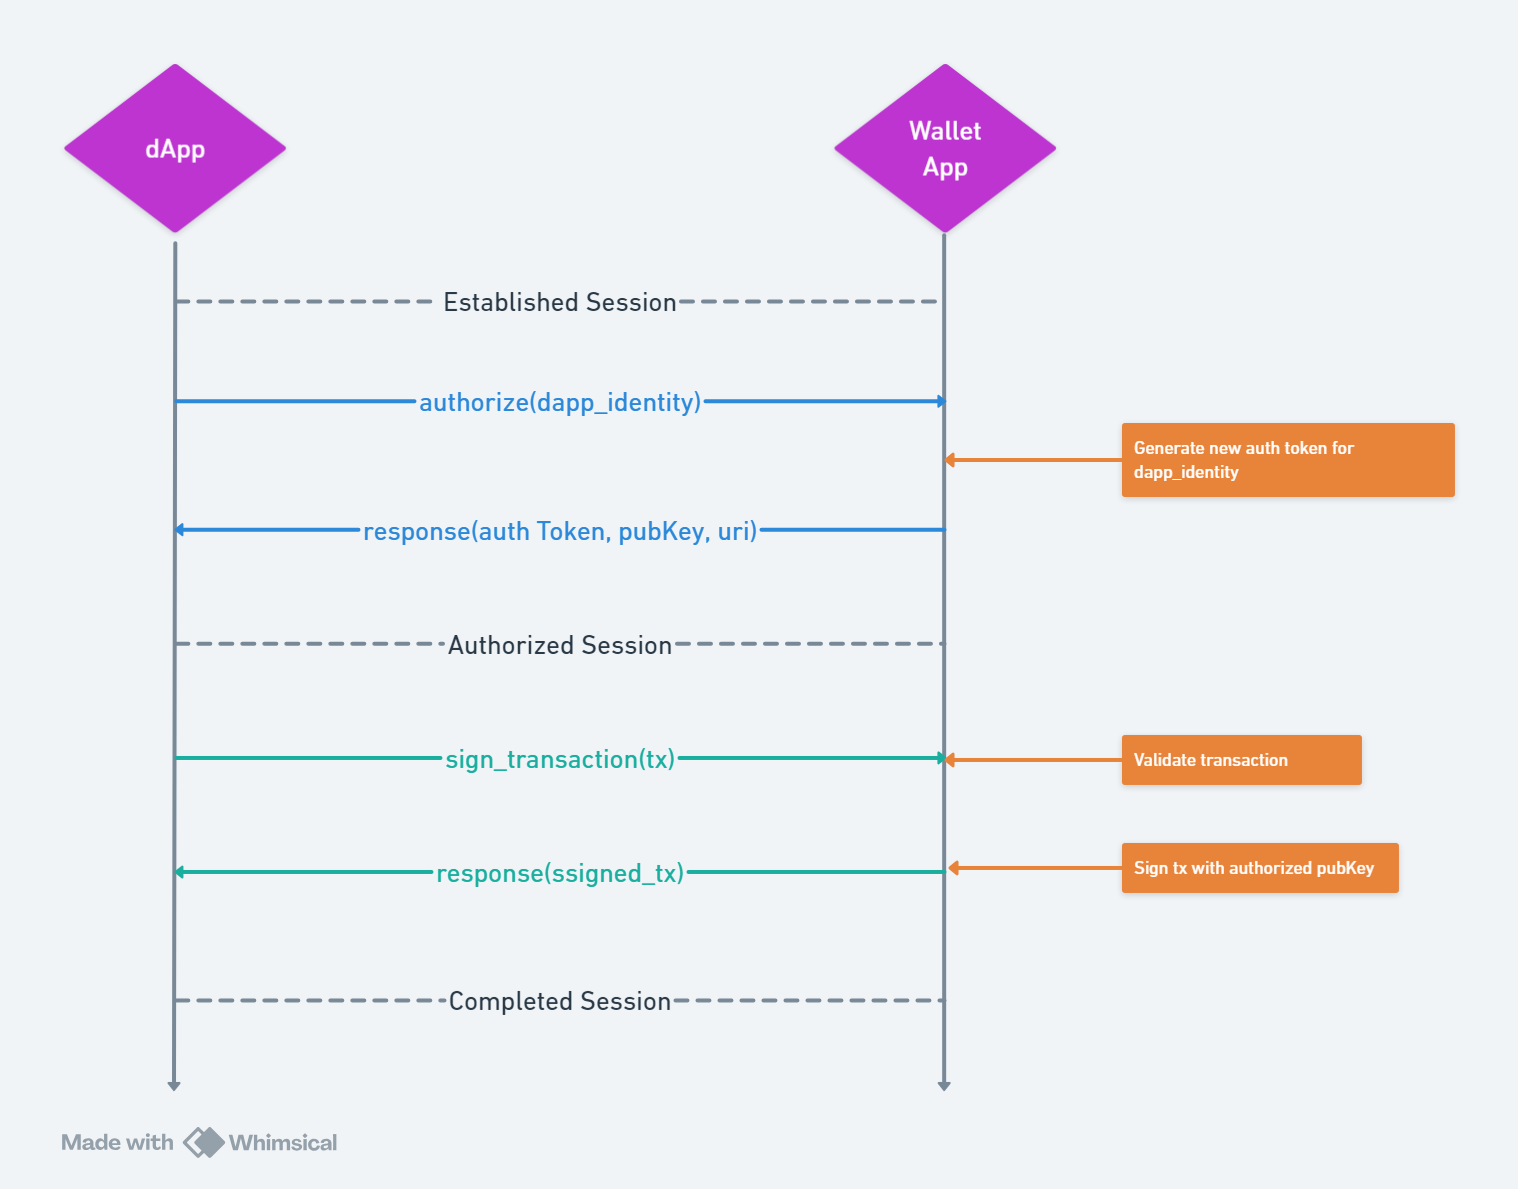 dApp
Wallet
App
Established Session
authorize(dapp_identity)
Generate new auth token for
dapp_identity
response(auth Token, pubKey, uri)
Authorized Session
sign_transaction(tx)
Validate transaction
response(ssigned_tx)
Sign tx with authorized pubKey
Completed Session
Made with Whimsical